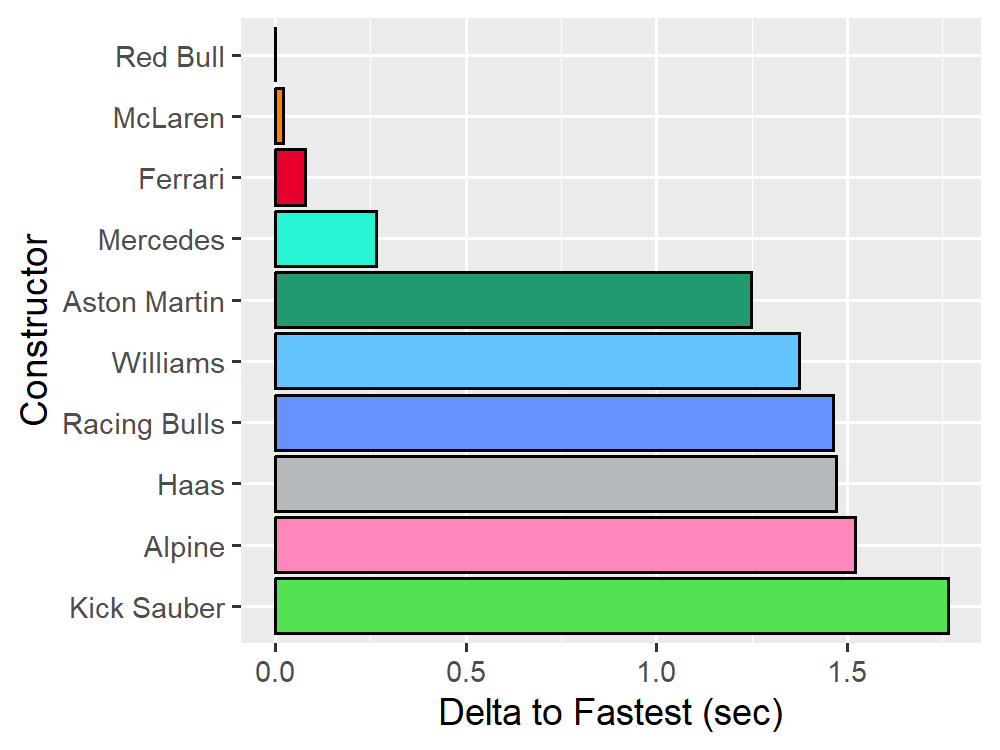 Constructor
Red Bull
McLaren
Ferrari
Mercedes
Aston Martin
Williams
Racing Bulls
Haas
Alpine
Kick Sauber
0.0 0.5 1.0 1.5
Delta to Fastest (sec)